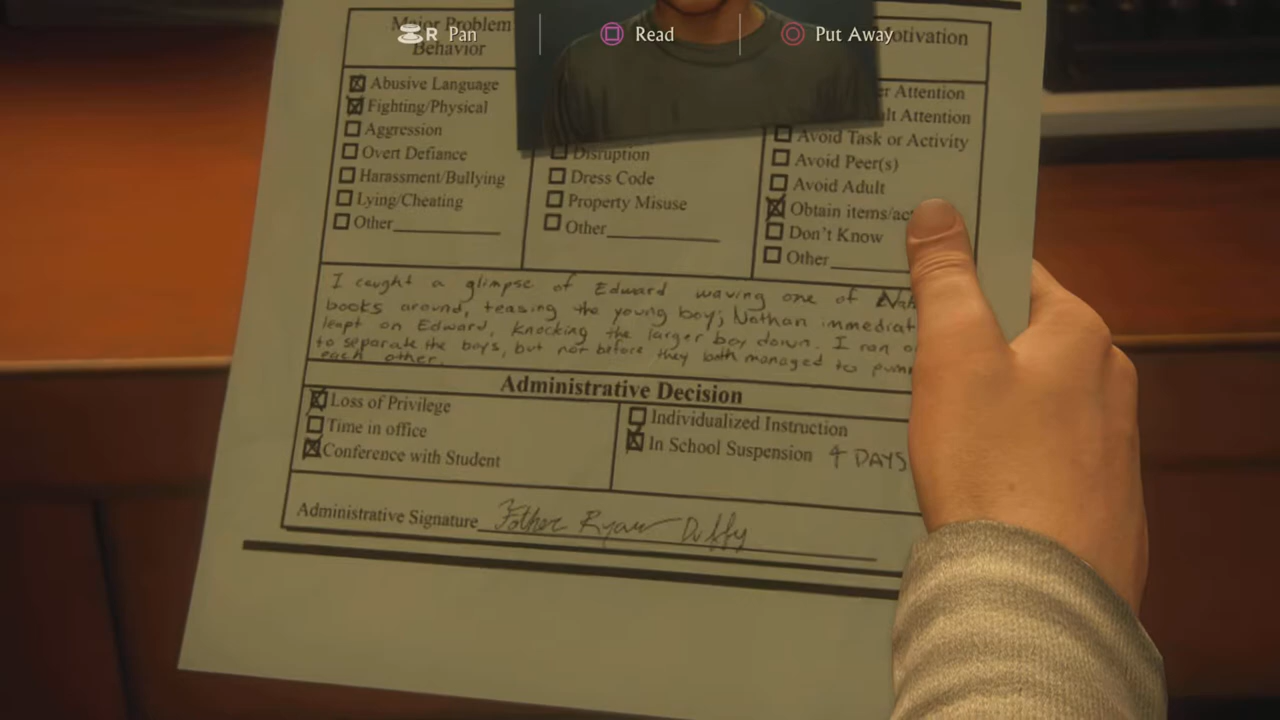 R Pan
Read
Put Away
Major Problem
Behavior
Abusive Language
Fighting/Physical
Aggression
Overt Defiance
Harassment/Bullying
Lying/Cheating
Other
Disruption
Dress Code
Property Misuse
Other
otivation
r Attention
lt Attention
Avoid Task or Activity
Avoid Peer(s)
Avoid Adult
Obtain items/ac
Don't Know
Other
I caught a glimpse of Edward waving one of Nath
books around, teasing the young boy; Nathan immediat
leapt on Edward, knocking the larger boy down. I ran o
to separate the boys, but not before they both managed to pum
each other.
Administrative Decision
Loss of Privilege
Time in office
Conference with Student
Individualized Instruction
In School Suspension 4 DAYS
Administrative Signature Father Ryan Duffy